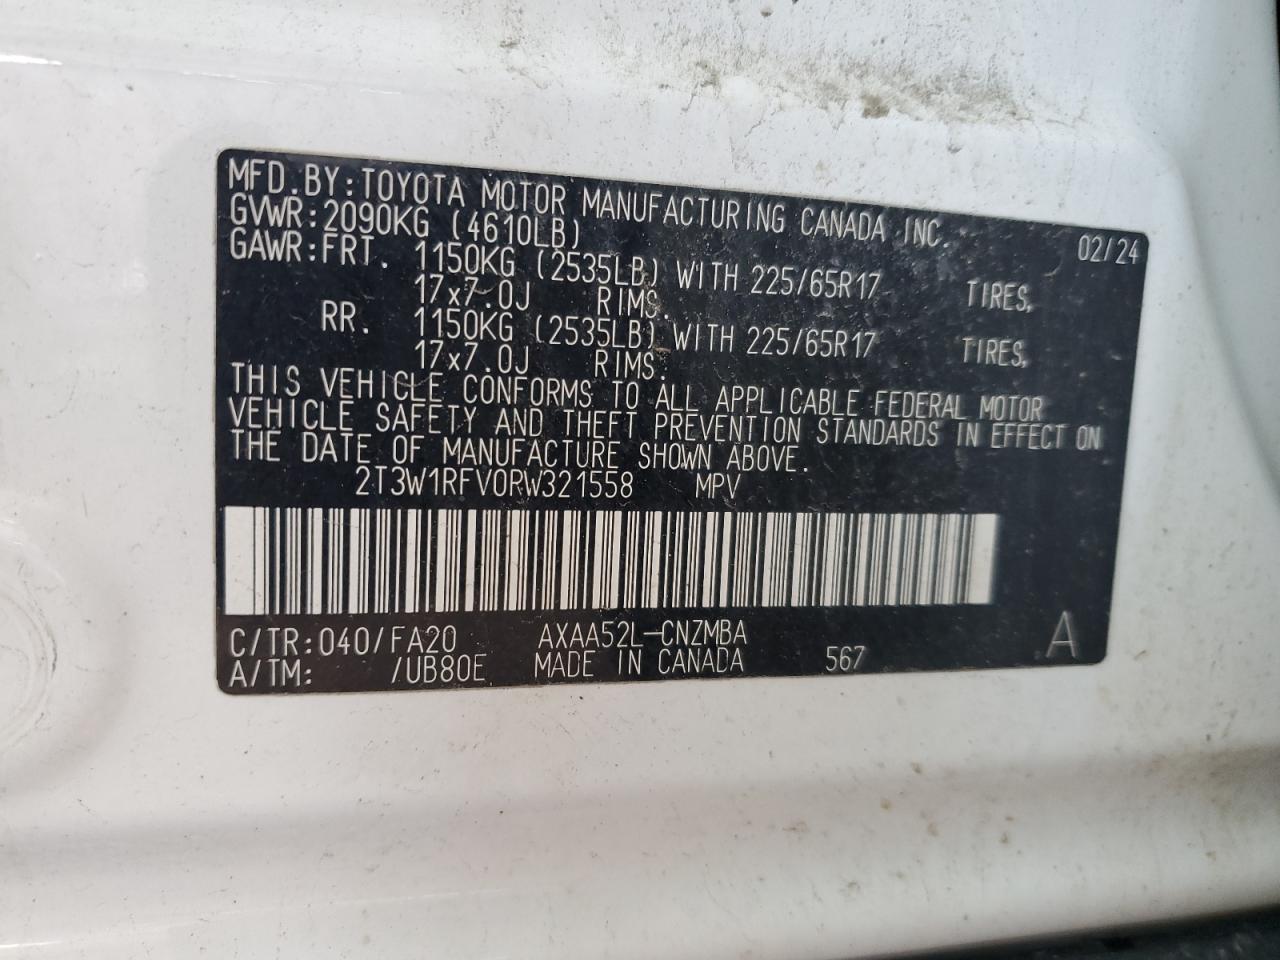 MFD.BY:TOYOTA MOTOR MANUFACTURING CANADA INC. 02/24
GVWR:2090KG (4610LB)
GAWR:FRT. 1150KG (2535LB) WITH 225/65R17 TIRES,
17x7.0J RIMS.
RR. 1150KG (2535LB) WITH 225/65R17 TIRES,
17x7.0J RIMS.
THIS VEHICLE CONFORMS TO ALL APPLICABLE FEDERAL MOTOR
VEHICLE SAFETY AND THEFT PREVENTION STANDARDS IN EFFECT ON
THE DATE OF MANUFACTURE SHOWN ABOVE.
2T3W1RFV0RW321558 MPV
C/TR:040/FA20 AXAA52L-CNZMBA
A/TM: /UB80E MADE IN CANADA 567 A